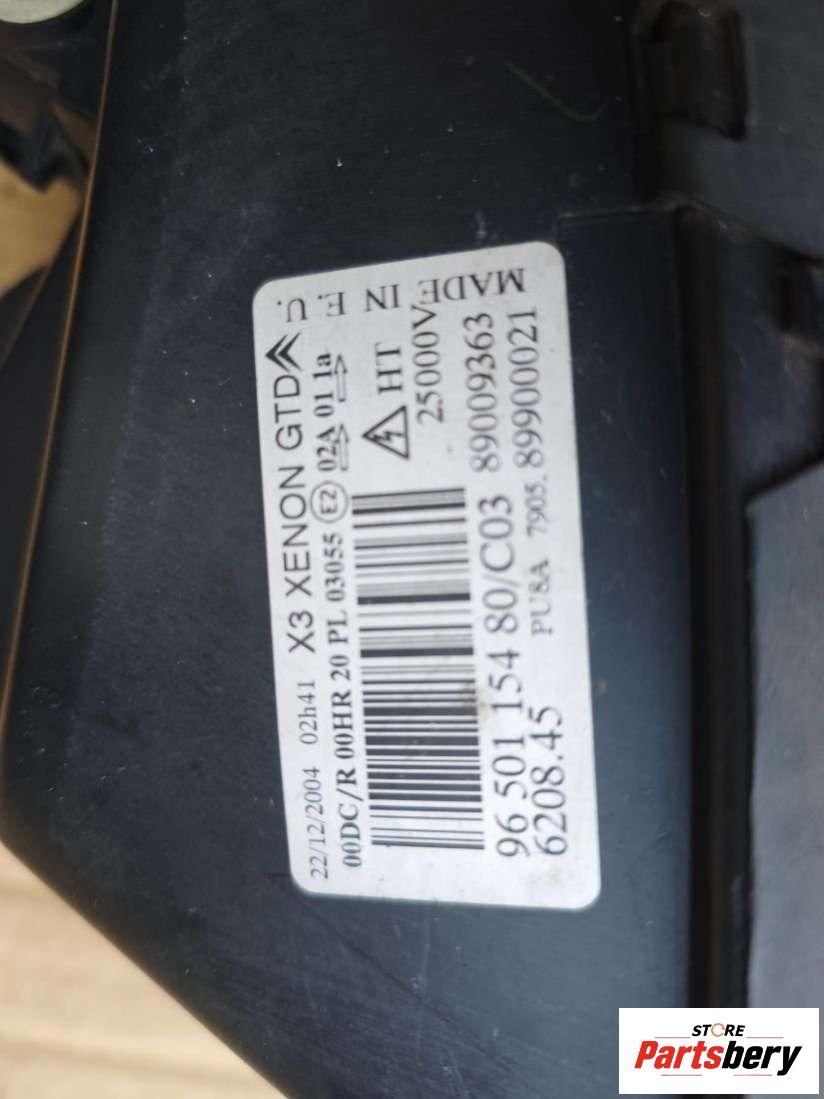 22/12/2004 02h41 X3 XENON GTD
00DC/R 00HR 20 PL 03055 E2 02A 01 1a
HT
25000V
MADE IN E. U.
96 501 154 80/C03 89009363
6208.45 PU8A 7905. 89900021
STORE
Partsbery